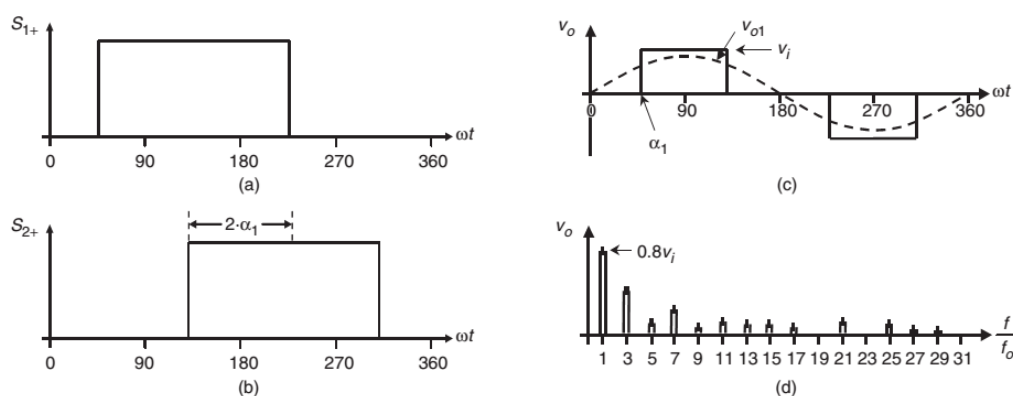 S1+
ωt
0 90 180 270 360
(a)
S2+
2·α1
ωt
0 90 180 270 360
(b)
vo
vo1
vi
ωt
0 90 180 270 360
α1
(c)
vo
0.8vi
f
fo
1 3 5 7 9 11 13 15 17 19 21 23 25 27 29 31
(d)